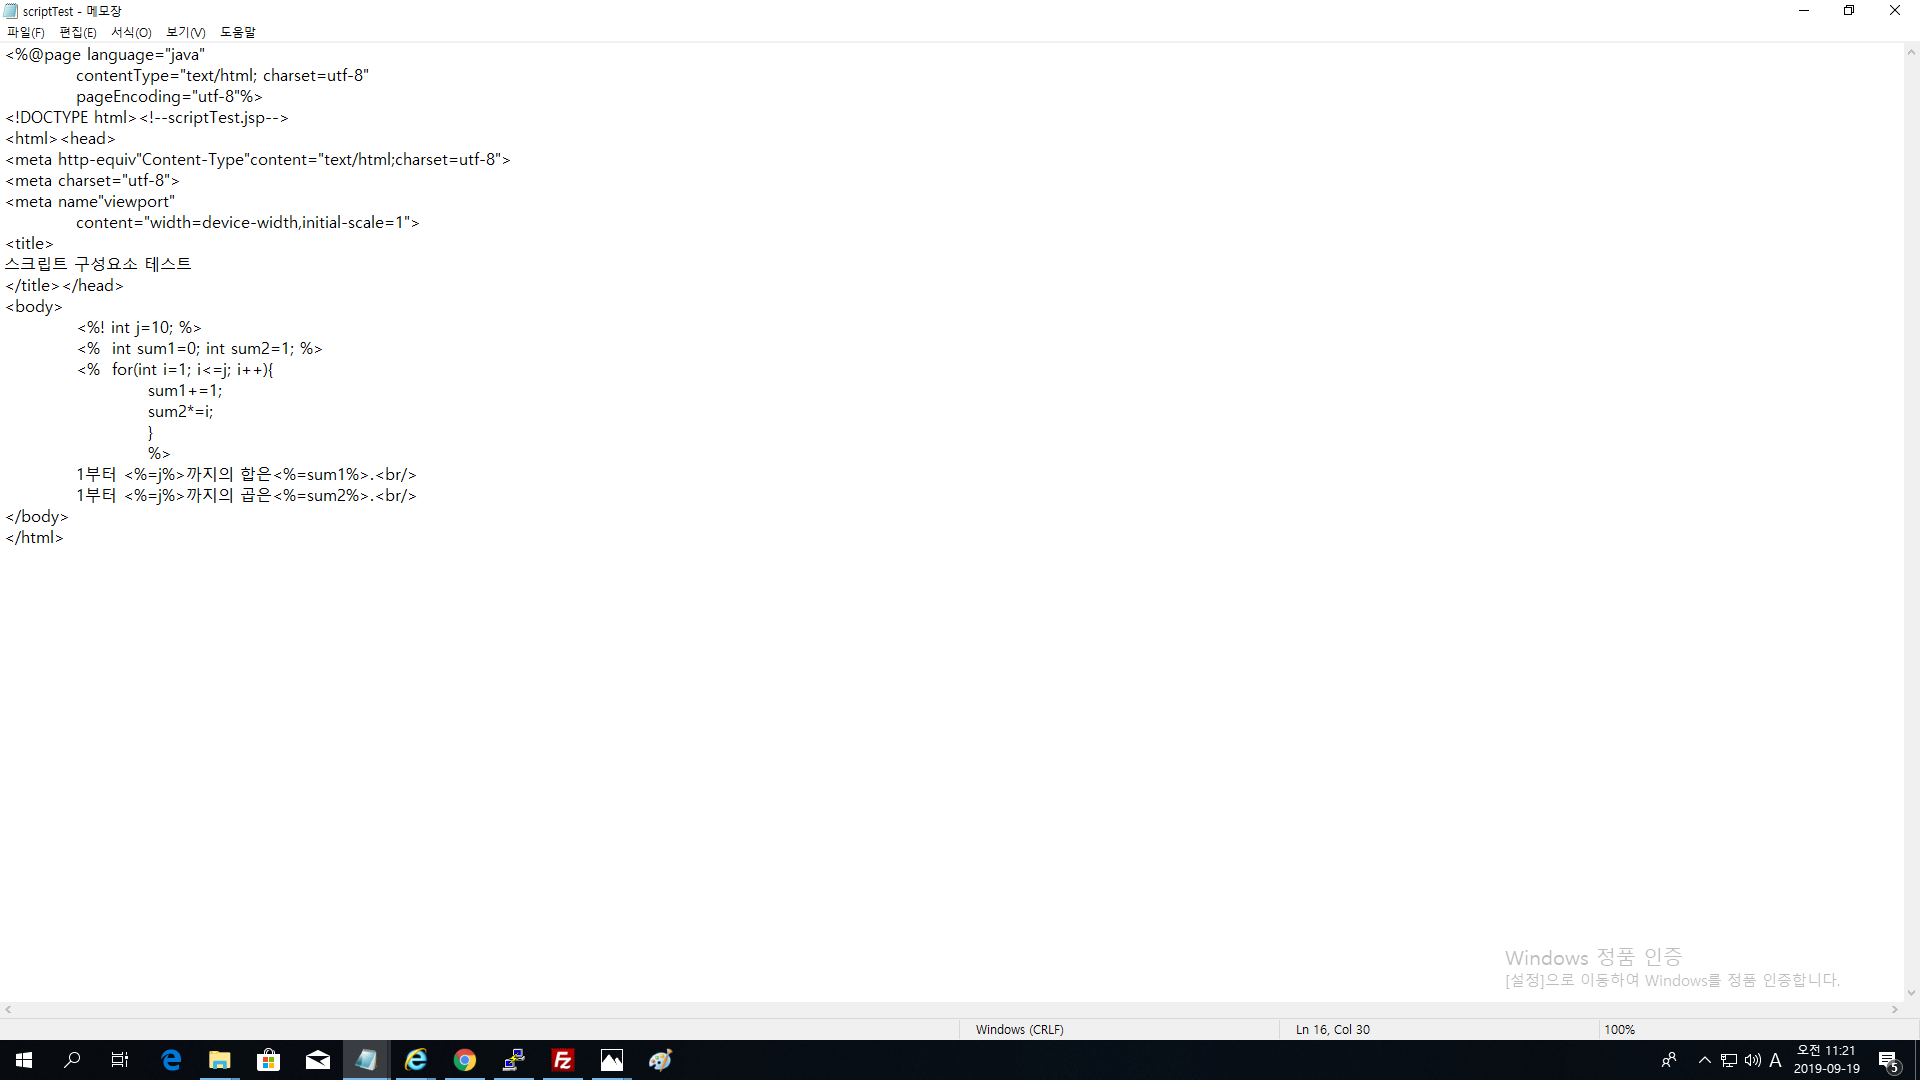 scriptTest - 메모장
파일(F) 편집(E) 서식(O) 보기(V) 도움말
<%@page language="java"
contentType="text/html; charset=utf-8"
pageEncoding="utf-8"%>
<!DOCTYPE html><!--scriptTest.jsp-->
<html><head>
<meta http-equiv"Content-Type"content="text/html;charset=utf-8">
<meta charset="utf-8">
<meta name"viewport"
content="width=device-width,initial-scale=1">
<title>
스크립트 구성요소 테스트
</title></head>
<body>
<%! int j=10; %>
<% int sum1=0; int sum2=1; %>
<% for(int i=1; i<=j; i++){
sum1+=1;
sum2*=i;
}
%>
1부터 <%=j%>까지의 합은<%=sum1%>.<br/>
1부터 <%=j%>까지의 곱은<%=sum2%>.<br/>
</body>
</html>
Windows 정품 인증
[설정]으로 이동하여 Windows를 정품 인증합니다.
Windows (CRLF) Ln 16, Col 30 100%
A 오전 11:21
2019-09-19 5